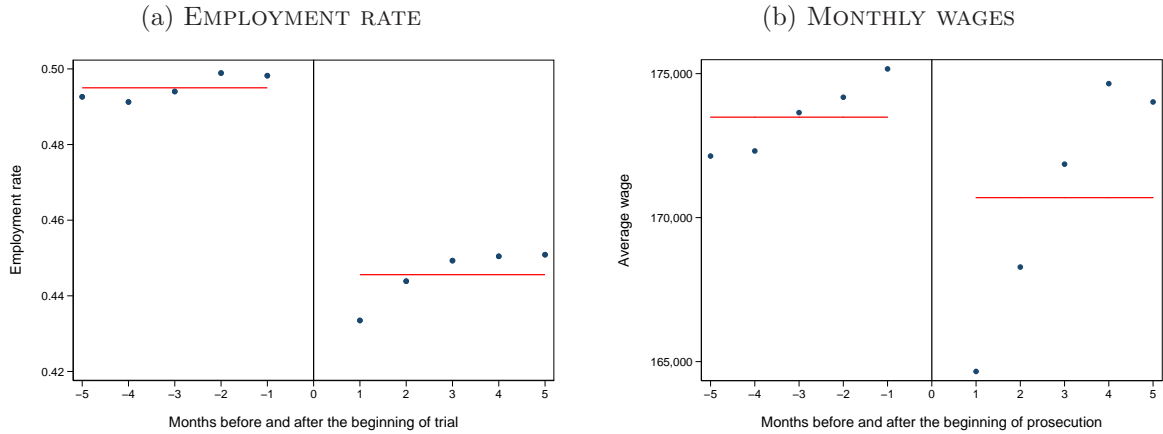 (a) Employment rate
(b) Monthly wages
0.50
0.48
0.46
0.44
0.42
Employment rate
−5 −4 −3 −2 −1 0 1 2 3 4 5
Months before and after the beginning of trial
175,000
170,000
165,000
Average wage
−5 −4 −3 −2 −1 0 1 2 3 4 5
Months before and after the beginning of prosecution